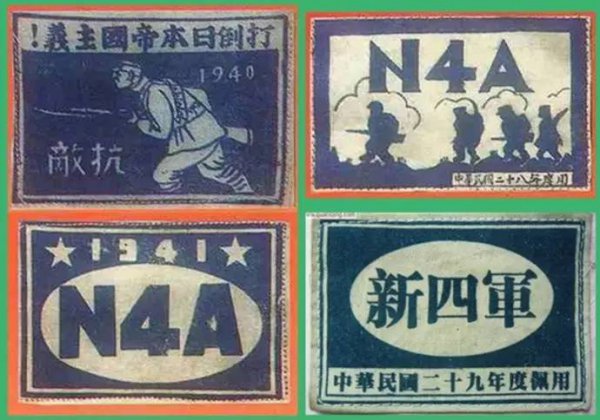 打倒日本帝國主義！
1940
抗敵
N4A
中華民國二十八年度用
★1941★
N4A
新四軍
中華民國二十九年度佩用